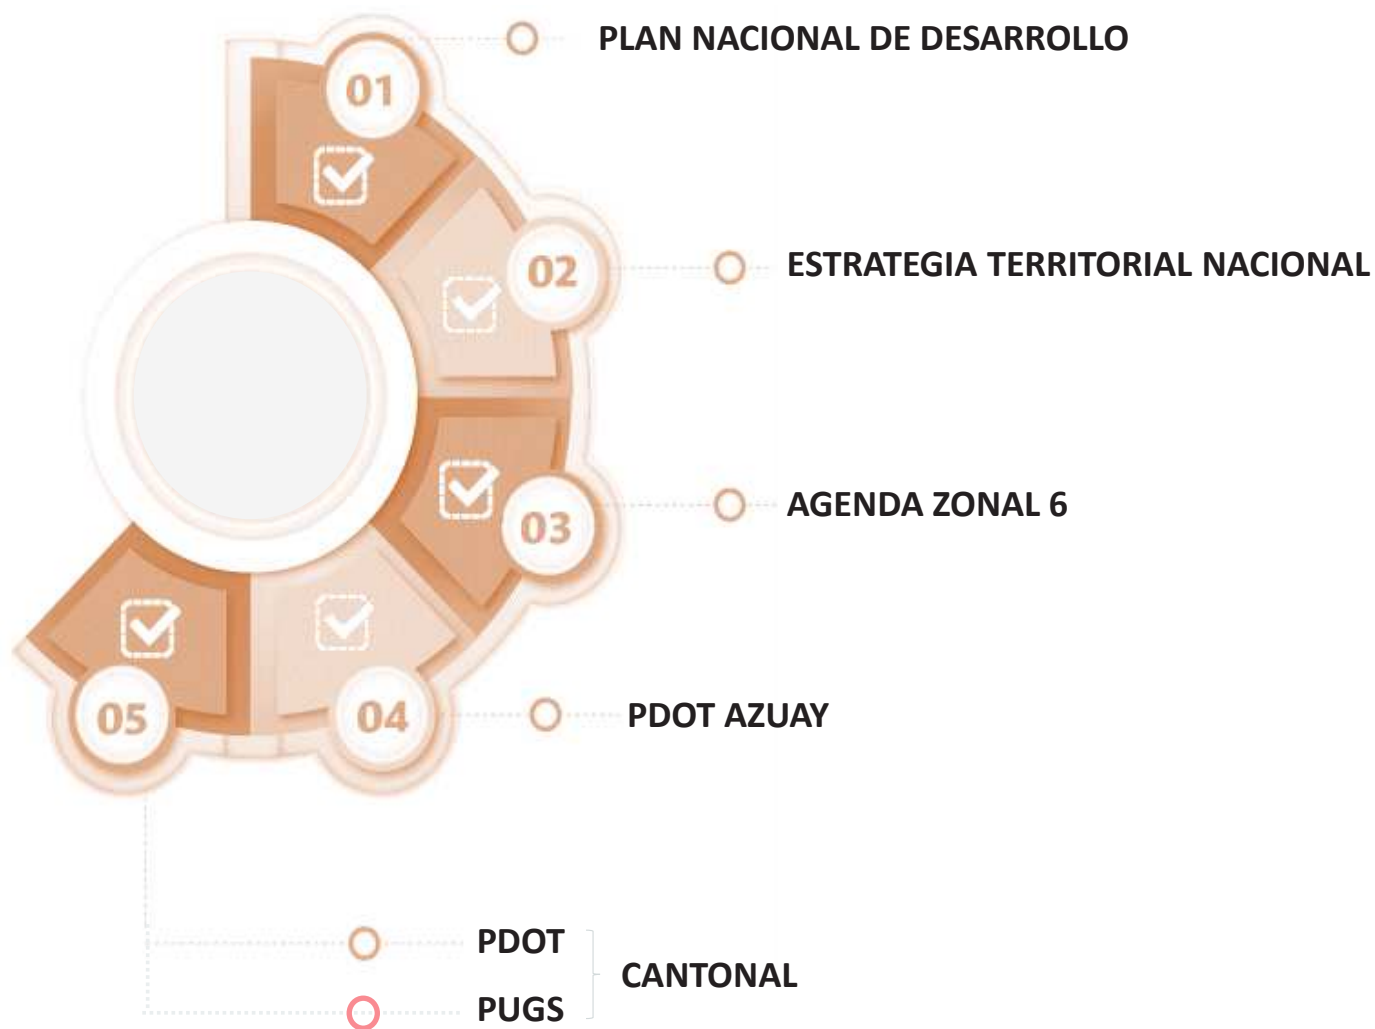 01
PLAN NACIONAL DE DESARROLLO
02
ESTRATEGIA TERRITORIAL NACIONAL
03
AGENDA ZONAL 6
04
PDOT AZUAY
05
PDOT
PUGS
CANTONAL